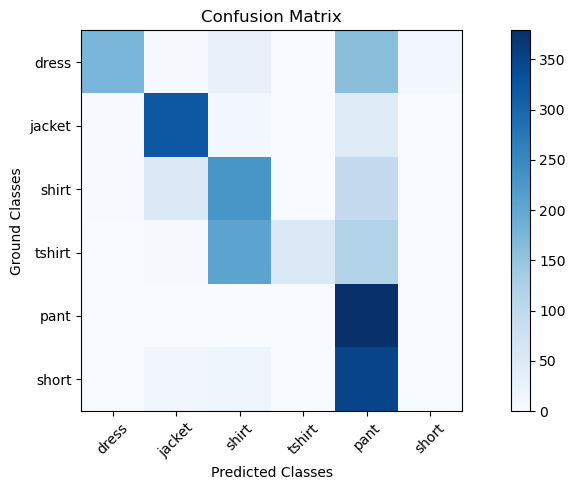 Confusion Matrix
Ground Classes
dress
jacket
shirt
tshirt
pant
short
dress
jacket
shirt
tshirt
pant
short
Predicted Classes
350
300
250
200
150
100
50
0